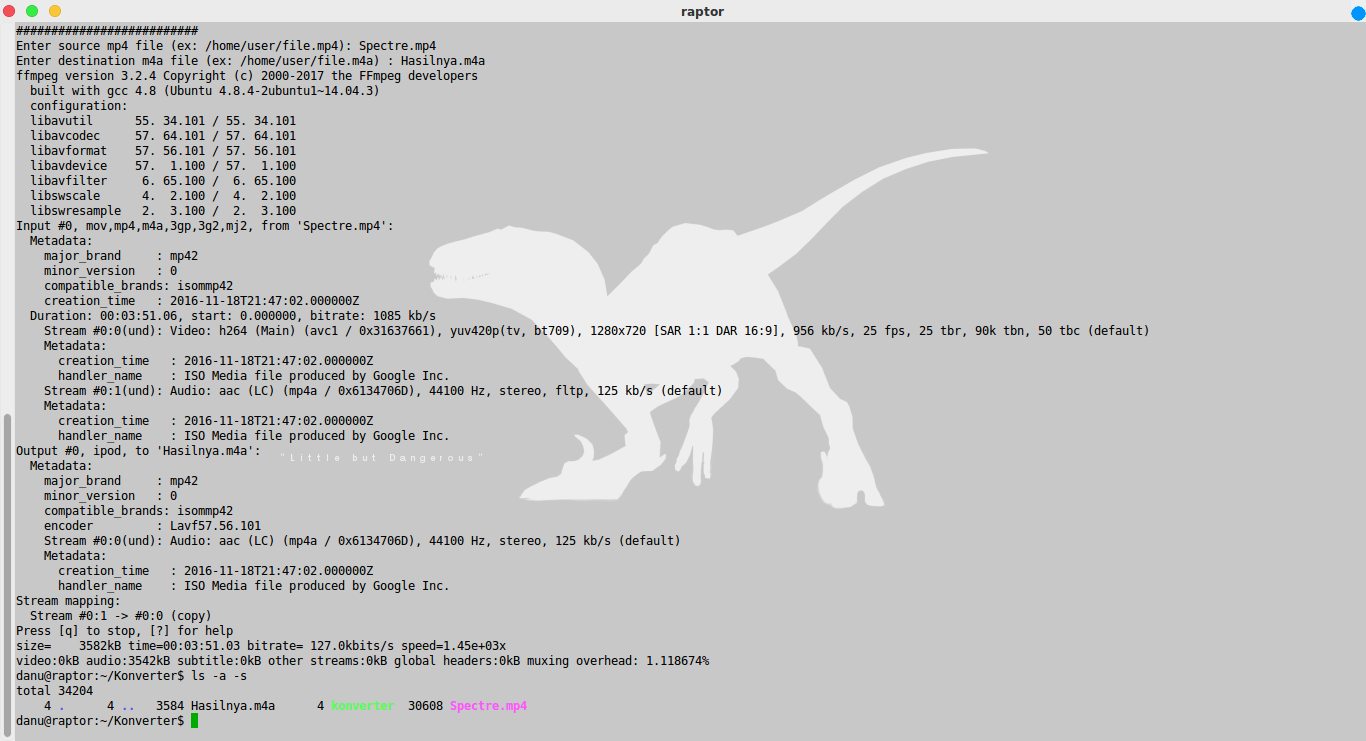 raptor
##########################
Enter source mp4 file (ex: /home/user/file.mp4): Spectre.mp4
Enter destination m4a file (ex: /home/user/file.m4a) : Hasilnya.m4a
ffmpeg version 3.2.4 Copyright (c) 2000-2017 the FFmpeg developers
  built with gcc 4.8 (Ubuntu 4.8.4-2ubuntu1~14.04.3)
  configuration:
  libavutil      55. 34.101 / 55. 34.101
  libavcodec     57. 64.101 / 57. 64.101
  libavformat    57. 56.101 / 57. 56.101
  libavdevice    57.  1.100 / 57.  1.100
  libavfilter     6. 65.100 /  6. 65.100
  libswscale      4.  2.100 /  4.  2.100
  libswresample   2.  3.100 /  2.  3.100
Input #0, mov,mp4,m4a,3gp,3g2,mj2, from 'Spectre.mp4':
  Metadata:
    major_brand     : mp42
    minor_version   : 0
    compatible_brands: isommp42
    creation_time   : 2016-11-18T21:47:02.000000Z
  Duration: 00:03:51.06, start: 0.000000, bitrate: 1085 kb/s
    Stream #0:0(und): Video: h264 (Main) (avc1 / 0x31637661), yuv420p(tv, bt709), 1280x720 [SAR 1:1 DAR 16:9], 956 kb/s, 25 fps, 25 tbr, 90k tbn, 50 tbc (default)
    Metadata:
      creation_time   : 2016-11-18T21:47:02.000000Z
      handler_name    : ISO Media file produced by Google Inc.
    Stream #0:1(und): Audio: aac (LC) (mp4a / 0x6134706D), 44100 Hz, stereo, fltp, 125 kb/s (default)
    Metadata:
      creation_time   : 2016-11-18T21:47:02.000000Z
      handler_name    : ISO Media file produced by Google Inc.
Output #0, ipod, to 'Hasilnya.m4a':
"Little but Dangerous"
  Metadata:
    major_brand     : mp42
    minor_version   : 0
    compatible_brands: isommp42
    encoder         : Lavf57.56.101
    Stream #0:0(und): Audio: aac (LC) (mp4a / 0x6134706D), 44100 Hz, stereo, 125 kb/s (default)
    Metadata:
      creation_time   : 2016-11-18T21:47:02.000000Z
      handler_name    : ISO Media file produced by Google Inc.
Stream mapping:
  Stream #0:1 -> #0:0 (copy)
Press [q] to stop, [?] for help
size=    3582kB time=00:03:51.03 bitrate= 127.0kbits/s speed=1.45e+03x
video:0kB audio:3542kB subtitle:0kB other streams:0kB global headers:0kB muxing overhead: 1.118674%
danu@raptor:~/Konverter$ ls -a -s
total 34204
    4 .      4 ..   3584 Hasilnya.m4a      4 konverter  30608 Spectre.mp4
danu@raptor:~/Konverter$